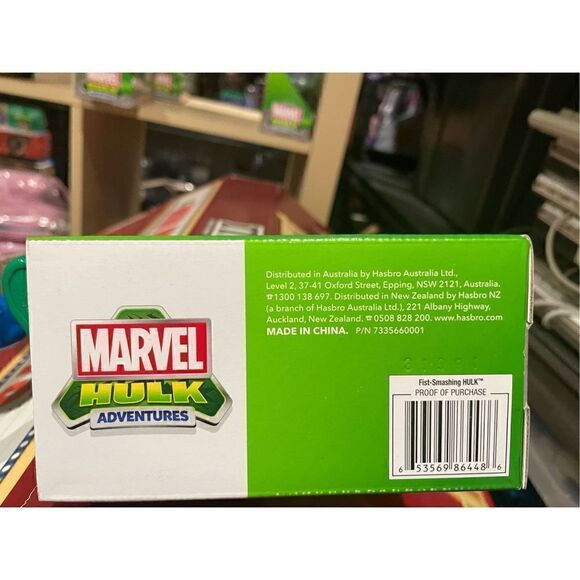 MARVEL
HULK
ADVENTURES
Distributed in Australia by Hasbro Australia Ltd.,
Level 2, 37-41 Oxford Street, Epping, NSW 2121, Australia.
☎1300 138 697. Distributed in New Zealand by Hasbro NZ
(a branch of Hasbro Australia Ltd.), 221 Albany Highway,
Auckland, New Zealand. ☎ 0508 828 200. www.hasbro.com
MADE IN CHINA. P/N 7335660001
Fist-Smashing HULK™
PROOF OF PURCHASE
6 53569 86448 6